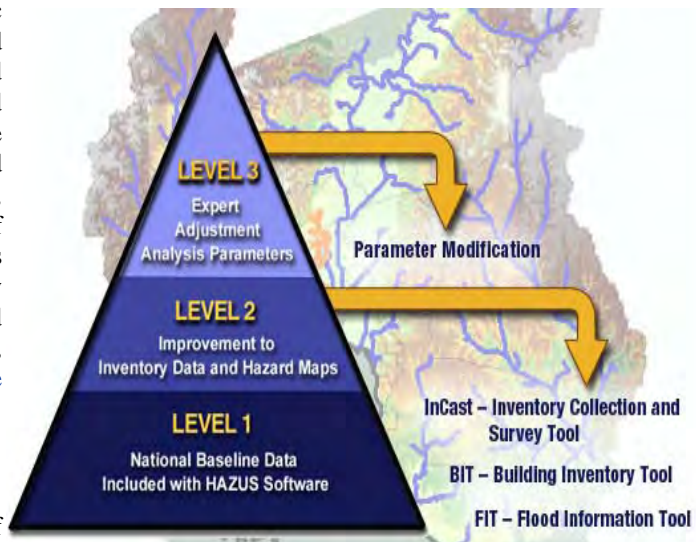 LEVEL 3
Expert
Adjustment
Analysis Parameters
Parameter Modification
LEVEL 2
Improvement to
Inventory Data and Hazard Maps
InCast – Inventory Collection and
Survey Tool
BIT – Building Inventory Tool
FIT – Flood Information Tool
LEVEL 1
National Baseline Data
Included with HAZUS Software